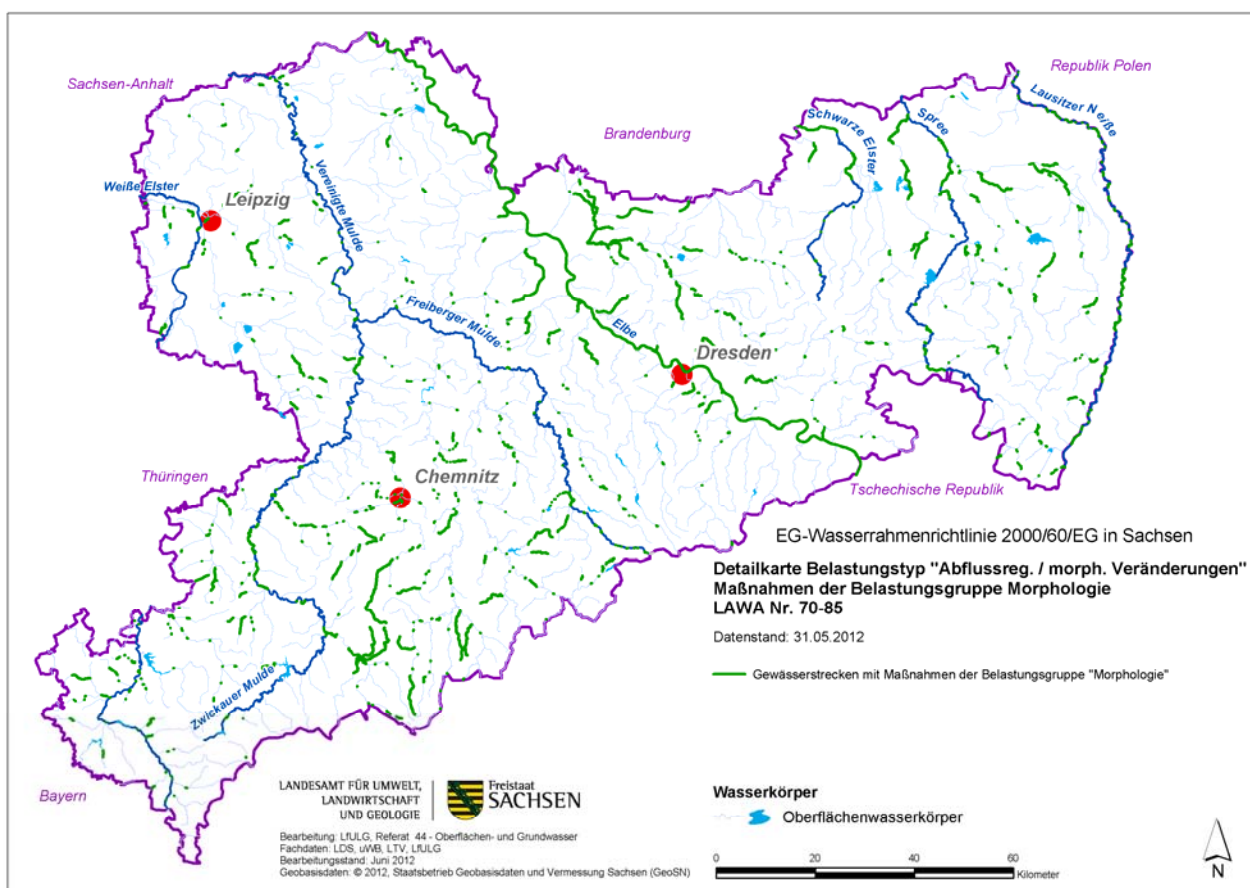 Sachsen-Anhalt
Republik Polen
Brandenburg
Schwarze Elster
Spree
Lausitzer Neiße
Weiße Elster
Leipzig
Vereinigte Mulde
Freiberger Mulde
Elbe
Dresden
Thüringen
Chemnitz
Tschechische Republik
Zwickauer Mulde
Bayern
EG-Wasserrahmenrichtlinie 2000/60/EG in Sachsen
Detailkarte Belastungstyp "Abflussreg. / morph. Veränderungen"
Maßnahmen der Belastungsgruppe Morphologie
LAWA Nr. 70-85
Datenstand: 31.05.2012
Gewässerstrecken mit Maßnahmen der Belastungsgruppe "Morphologie"
LANDESAMT FÜR UMWELT,
LANDWIRTSCHAFT
UND GEOLOGIE
Freistaat
SACHSEN
Bearbeitung: LfULG, Referat 44 - Oberflächen- und Grundwasser
Fachdaten: LDS, uWB, LTV, LfULG
Bearbeitungsstand: Juni 2012
Geobasisdaten: © 2012, Staatsbetrieb Geobasisdaten und Vermessung Sachsen (GeoSN)
Wasserkörper
Oberflächenwasserkörper
0 20 40 60
Kilometer
N